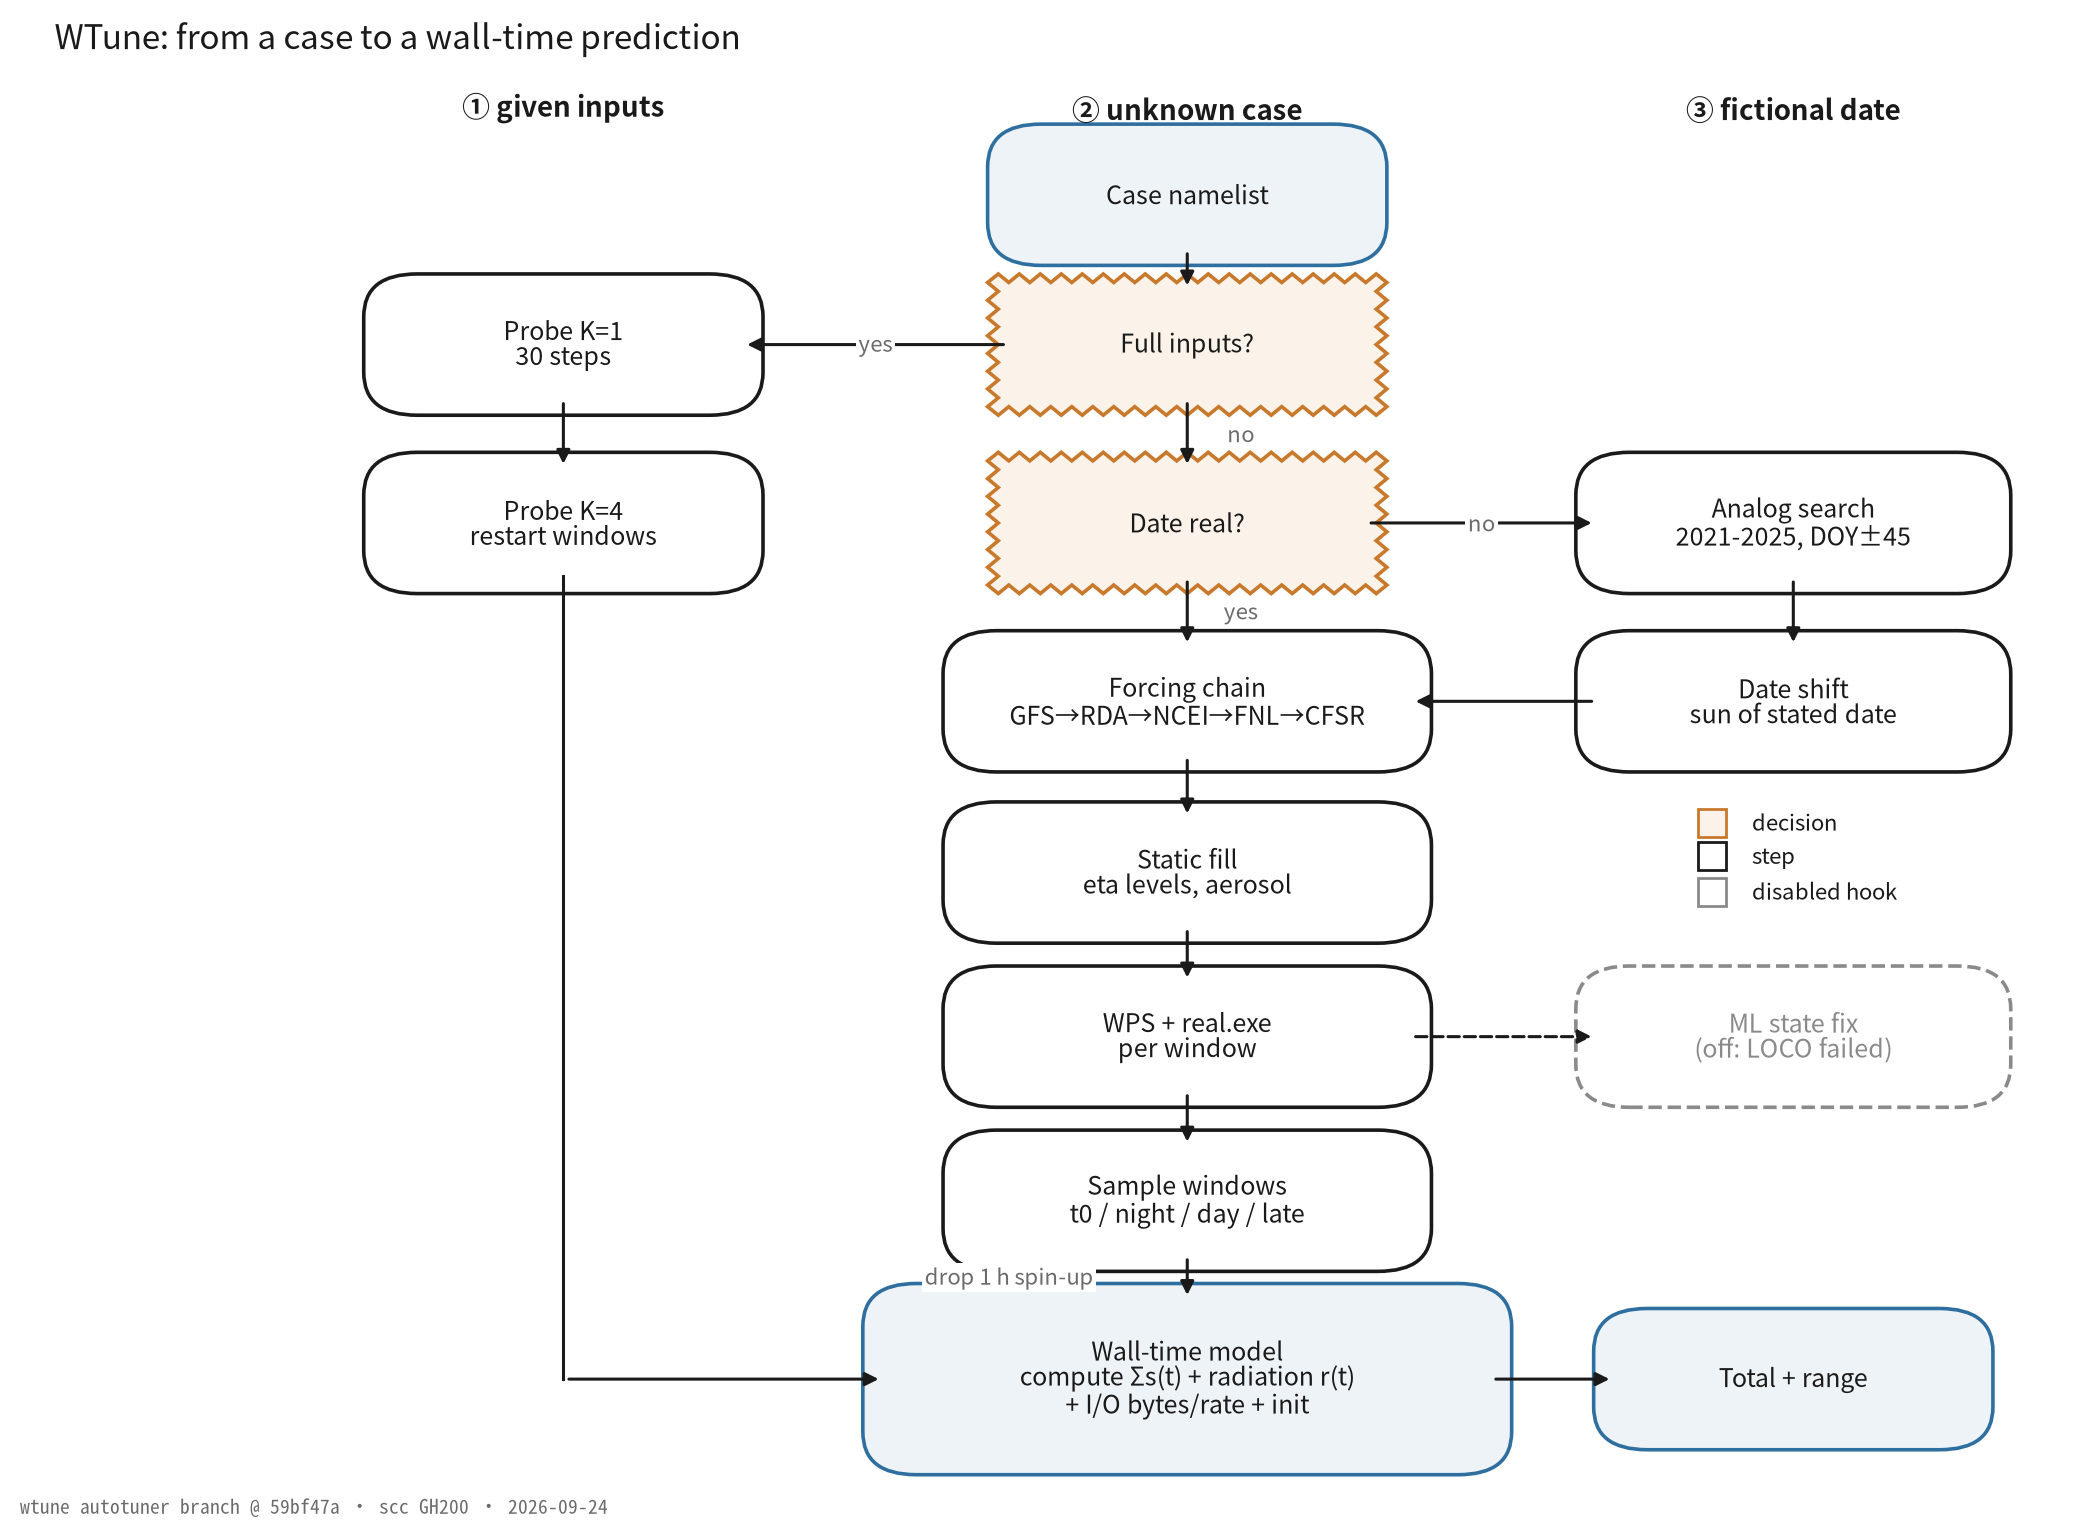 WTune: from a case to a wall-time prediction
① given inputs
② unknown case
③ fictional date
Case namelist
Probe K=1
30 steps
yes
Full inputs?
no
Probe K=4
restart windows
Date real?
no
Analog search
2021-2025, DOY±45
yes
Forcing chain
GFS→RDA→NCEI→FNL→CFSR
Date shift
sun of stated date
Static fill
eta levels, aerosol
decision
step
disabled hook
WPS + real.exe
per window
ML state fix
(off: LOCO failed)
Sample windows
t0 / night / day / late
drop 1 h spin-up
Wall-time model
compute Σs(t) + radiation r(t)
+ I/O bytes/rate + init
Total + range
wtune autotuner branch @ 59bf47a • scc GH200 • 2026-09-24